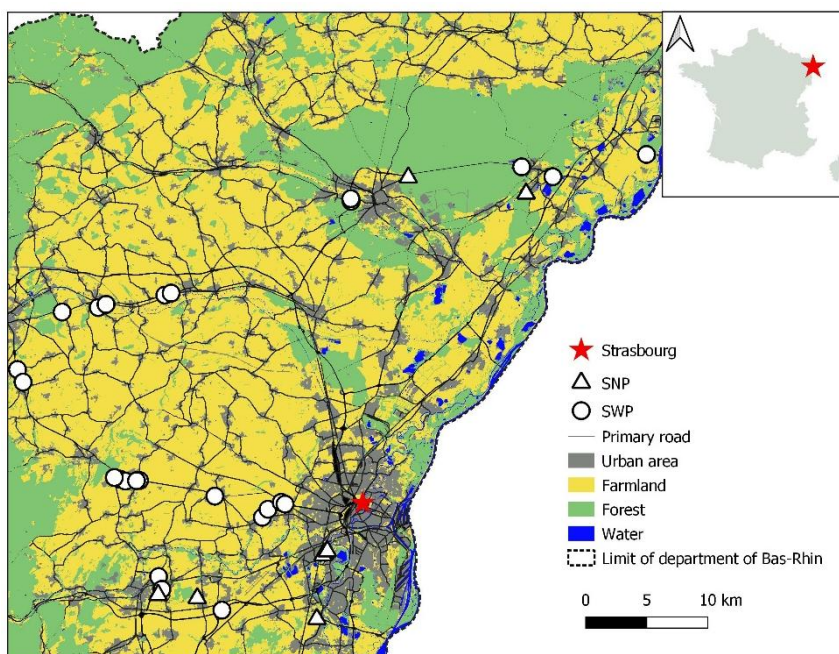 Strasbourg
SNP
SWP
Primary road
Urban area
Farmland
Forest
Water
Limit of department of Bas-Rhin
0 5 10 km